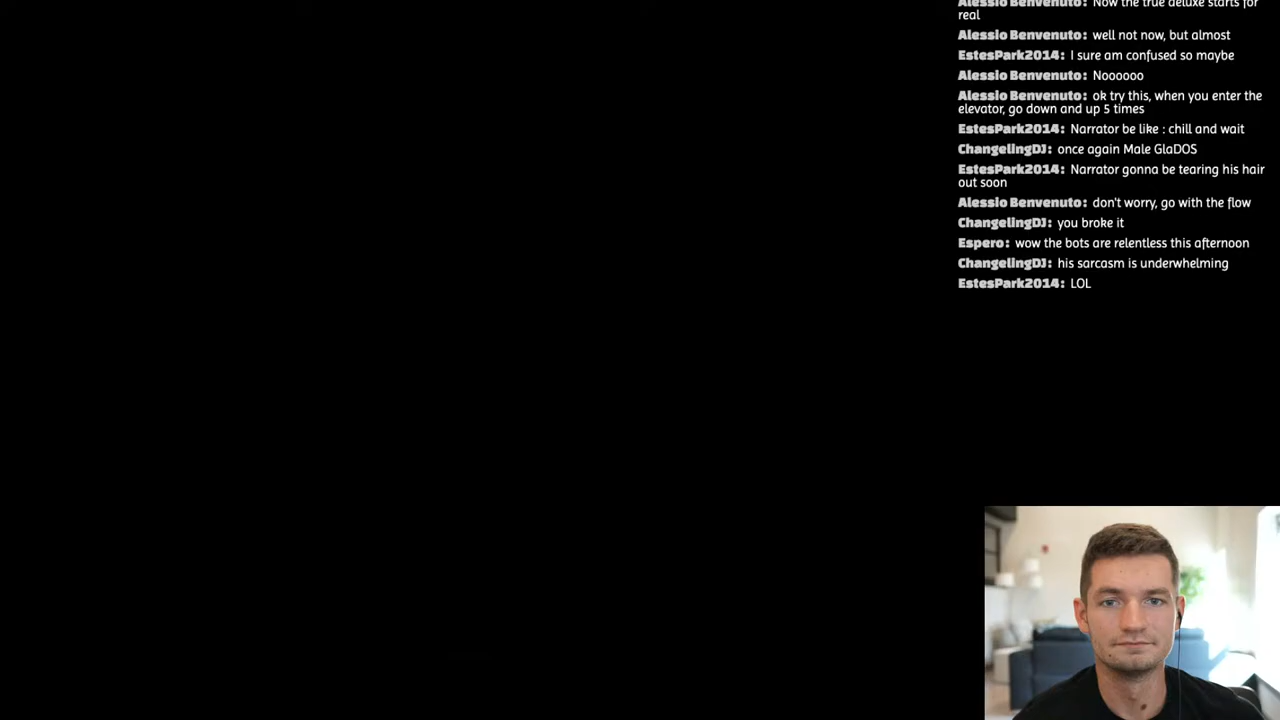 Alessio Benvenuto: Now the true deluxe starts for
real
Alessio Benvenuto: well not now, but almost
EstesPark2014: I sure am confused so maybe
Alessio Benvenuto: Noooooo
Alessio Benvenuto: ok try this, when you enter the
elevator, go down and up 5 times
EstesPark2014: Narrator be like : chill and wait
ChangelingDJ: once again Male GlaDOS
EstesPark2014: Narrator gonna be tearing his hair
out soon
Alessio Benvenuto: don't worry, go with the flow
ChangelingDJ: you broke it
Espero: wow the bots are relentless this afternoon
ChangelingDJ: his sarcasm is underwhelming
EstesPark2014: LOL